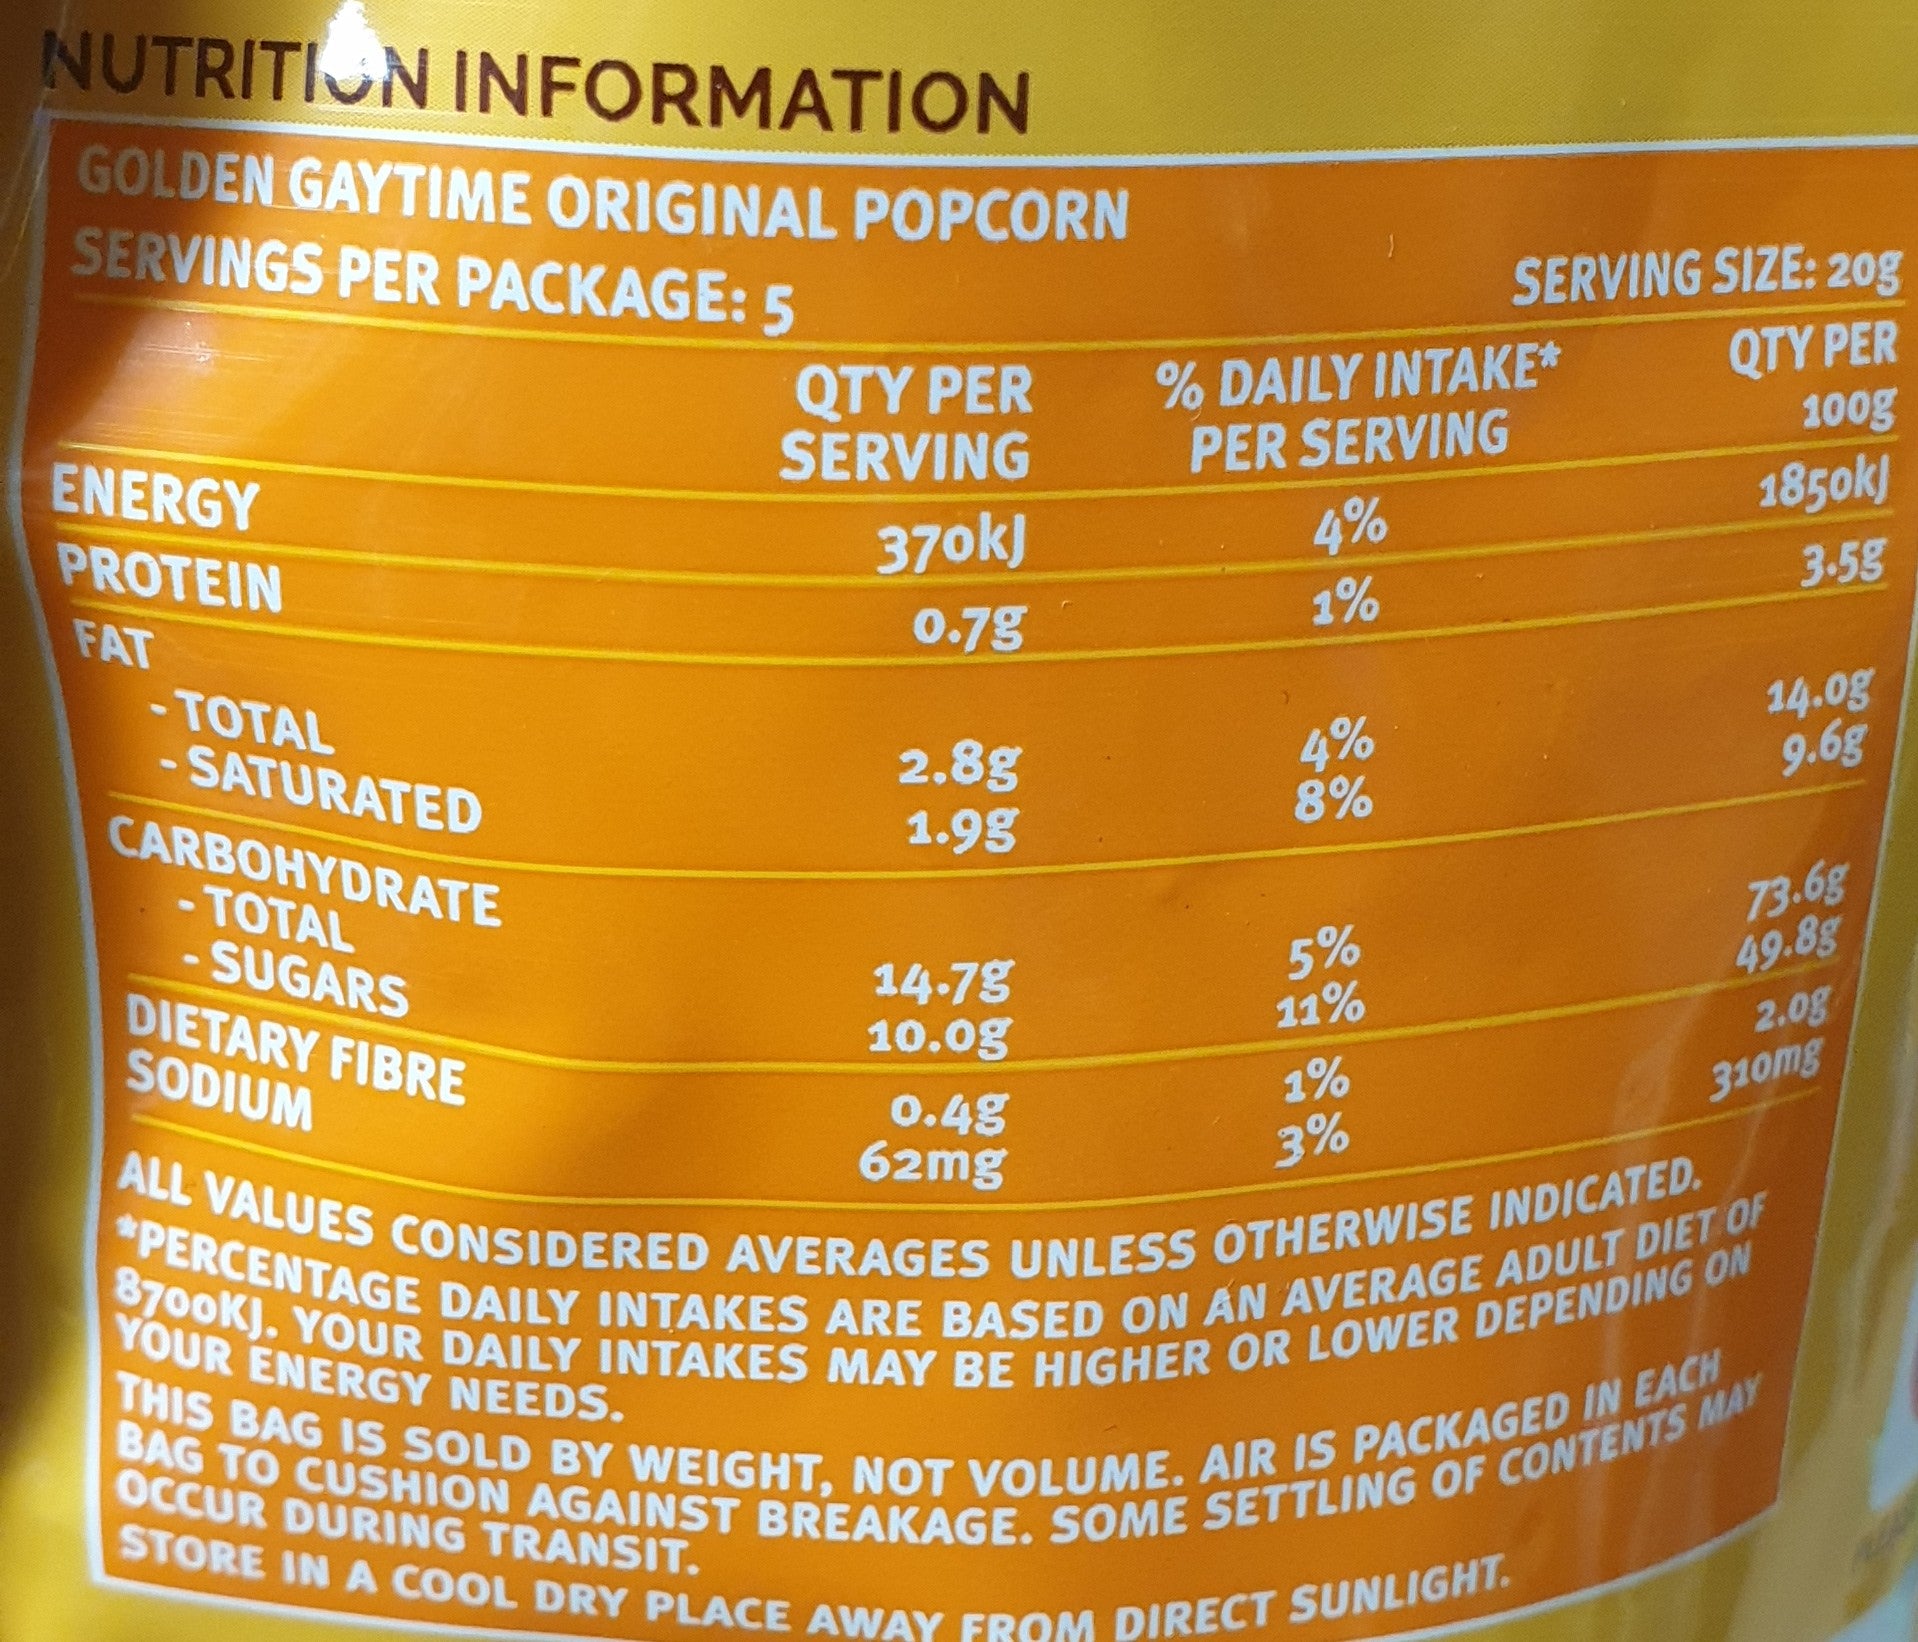 NUTRITION INFORMATION
GOLDEN GAYTIME ORIGINAL POPCORN
SERVINGS PER PACKAGE: 5 SERVING SIZE: 20g
QTY PER % DAILY INTAKE* QTY PER
SERVING PER SERVING 100g
ENERGY 370kJ 4% 1850kJ
PROTEIN 0.7g 1% 3.5g
FAT
- TOTAL 2.8g 4% 14.0g
- SATURATED 1.9g 8% 9.6g
CARBOHYDRATE
- TOTAL 14.7g 5% 73.6g
- SUGARS 10.0g 11% 49.8g
DIETARY FIBRE 0.4g 1% 2.0g
SODIUM 62mg 3% 310mg
ALL VALUES CONSIDERED AVERAGES UNLESS OTHERWISE INDICATED.
*PERCENTAGE DAILY INTAKES ARE BASED ON AN AVERAGE ADULT DIET OF
8700KJ. YOUR DAILY INTAKES MAY BE HIGHER OR LOWER DEPENDING ON
YOUR ENERGY NEEDS.
THIS BAG IS SOLD BY WEIGHT, NOT VOLUME. AIR IS PACKAGED IN EACH
BAG TO CUSHION AGAINST BREAKAGE. SOME SETTLING OF CONTENTS MAY
OCCUR DURING TRANSIT.
STORE IN A COOL DRY PLACE AWAY FROM DIRECT SUNLIGHT.